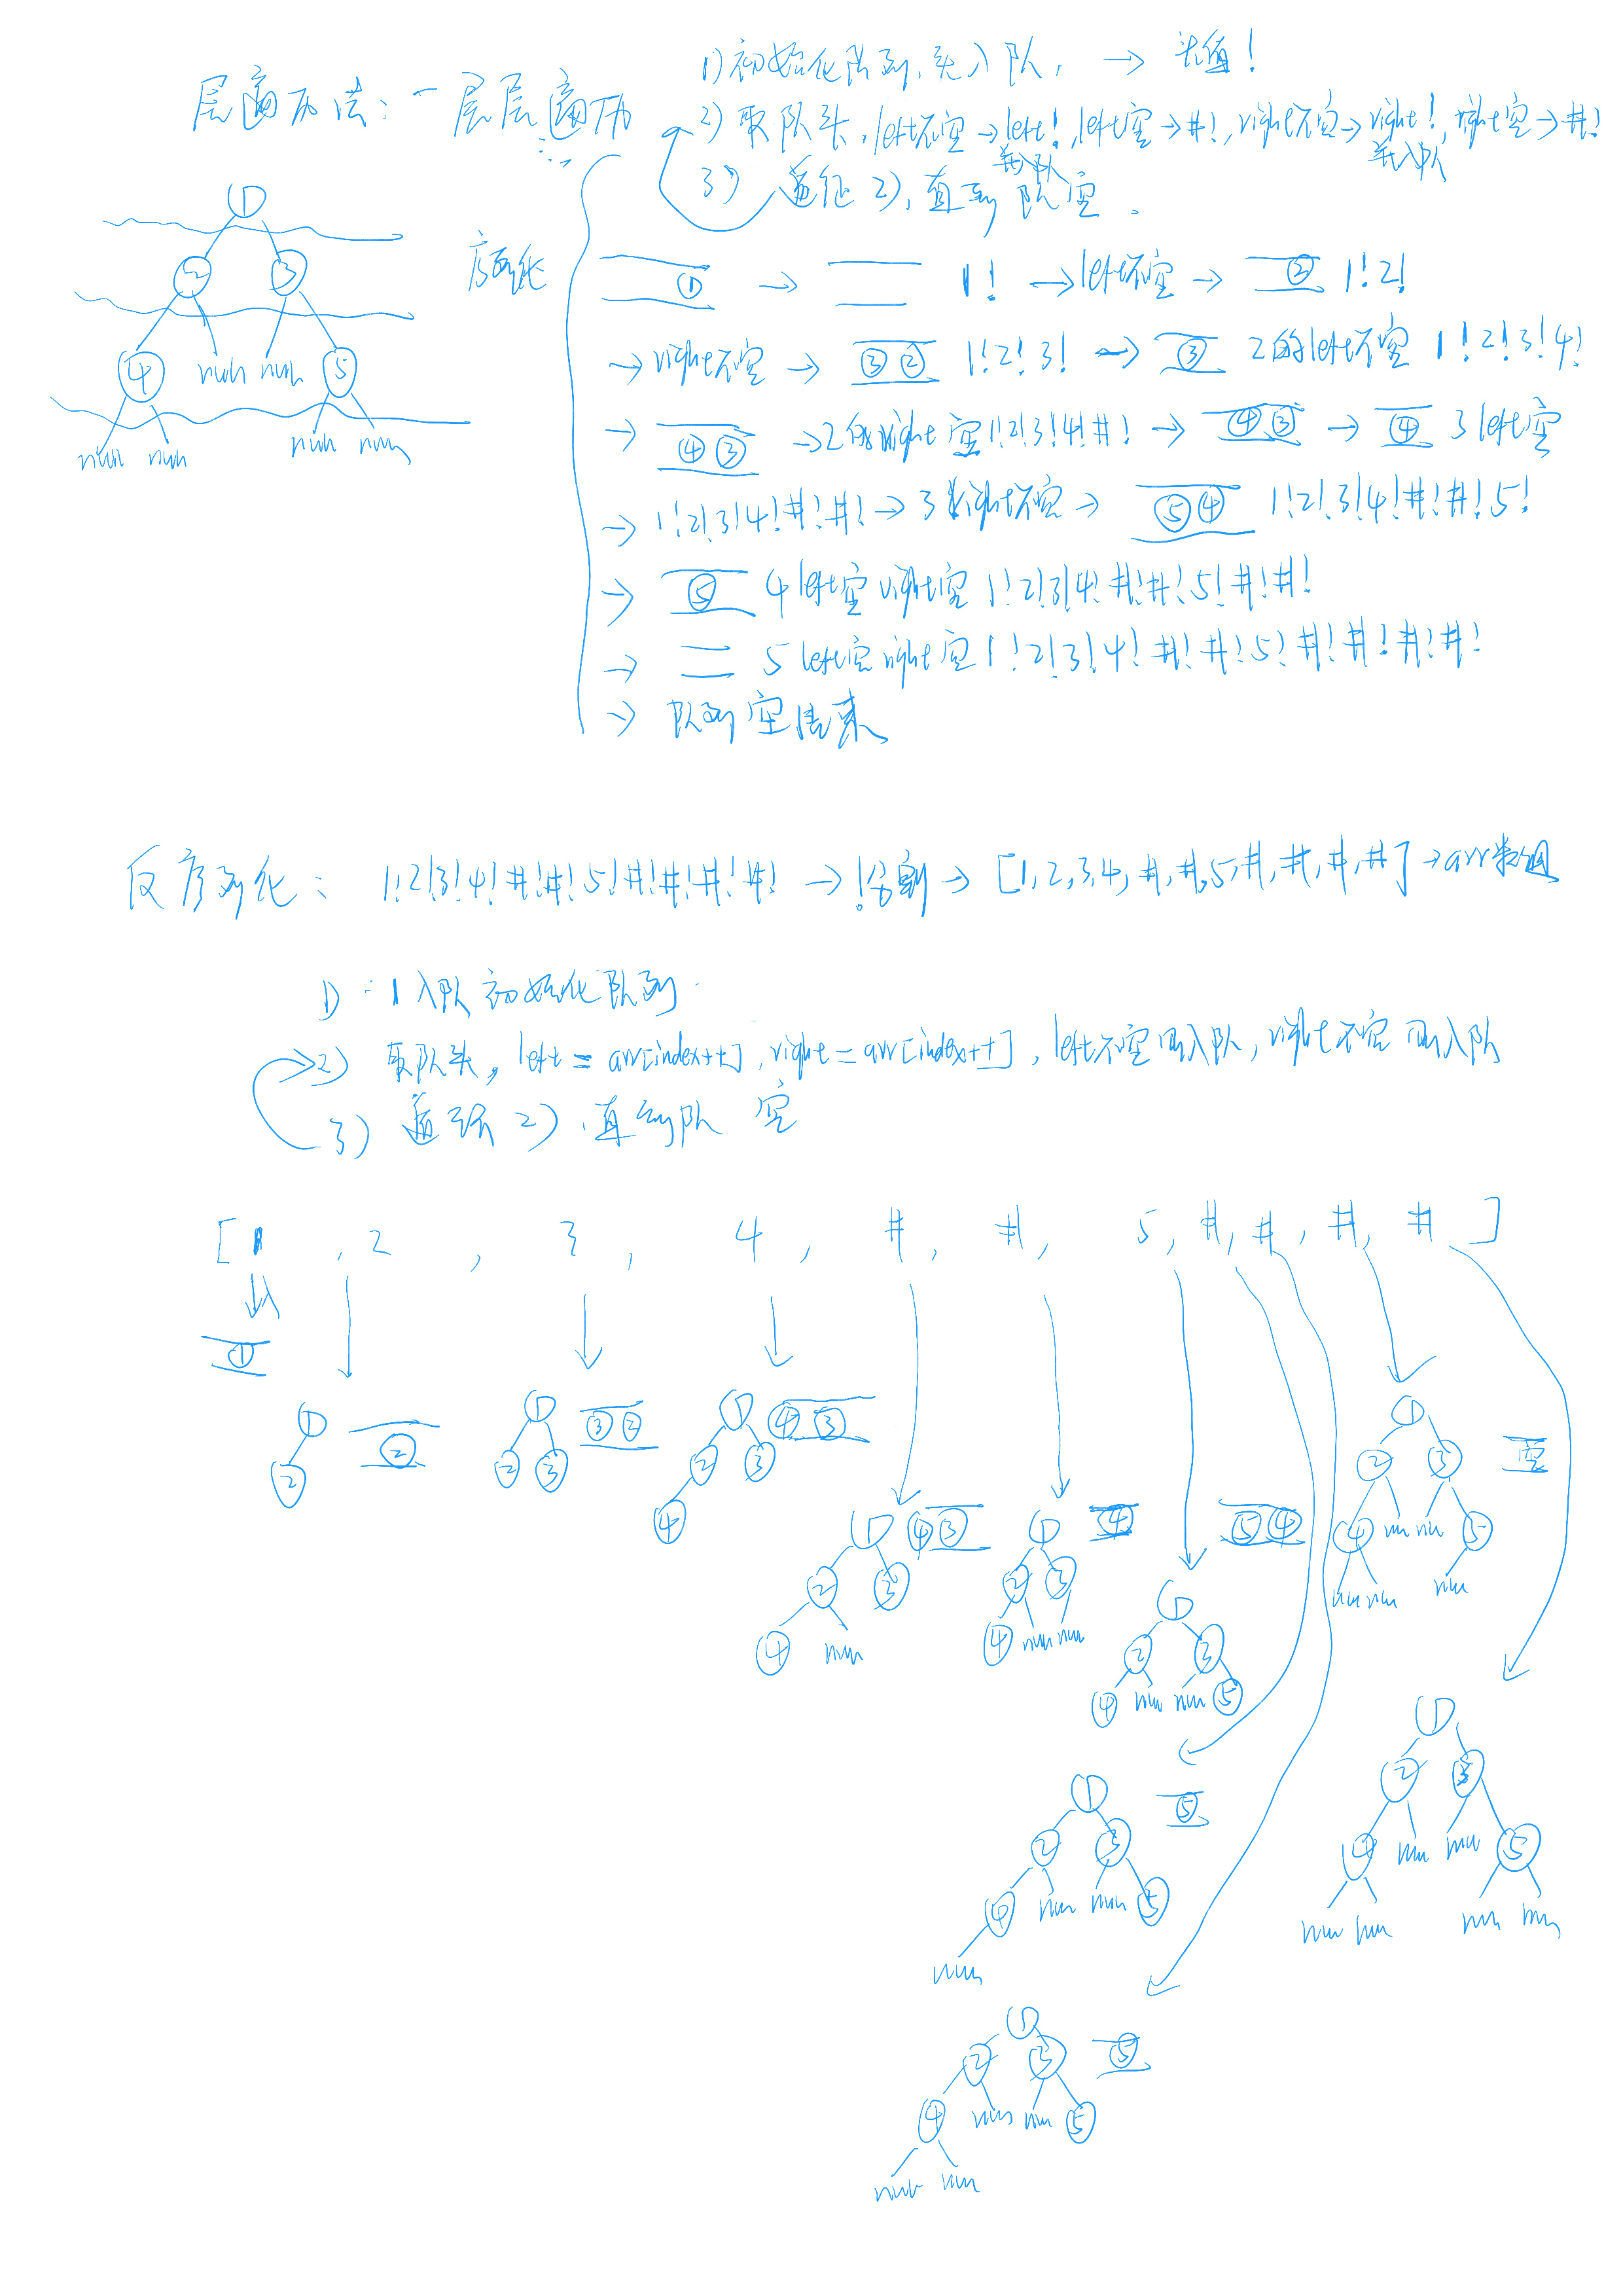 层遍历法：一层层遍历
1) 初始化队列，头入队， → 头值！
2) 取队头，left不空→left!，left空→#!，right不空→right!，right空→#!
并入队 并入队
3) 2)，直到队空．
序列化
①
②
③
④
null
null
⑤
null
null
null
null
① → 1! →left不空→ ② 1!2!
→right不空 → ③② 1!2!3! → ③ 2的left不空 1!2!3!4!
→ ④③ →2的right空1!2!3!4!#! → ④③ → ④ 3left空
→ 1!2!3!4!#!#! → 3right不空→ ⑤④ 1!2!3!4!#!#!5!
→ ⑤ 4left空right空 1!2!3!4!#!#!5!#!#!
→ 5left空right空 1!2!3!4!#!#!5!#!#!#!#!
→ 队列空结束
反序列化： 1!2!3!4!#!#!5!#!#!#!#! → !分割→ [1,2,3,4,#,#,5,#,#,#,#] →arr数组
1) 1入队初始化队列
2) 取队头，left = arr[index++]，right = arr[index++]，left不空则入队，right不空则入队
3) 2)，直到队空
[1 , 2 , 3 , 4 , # , # , 5 , # , # , # , # ]
①
① ②
②
① ③②
② ③
① ④③
② ③
④
① ④③
② ③
④ null
① ④
② ③
④ null null
① ⑤④
② ③
④ null null ⑤
① 空
② ③
④ null null ⑤
null null null
① ⑤
② ③
④ null null ⑤
null
①
② ③
④ null null ⑤
null null null null
① ⑤
② ③
④ null null ⑤
null null